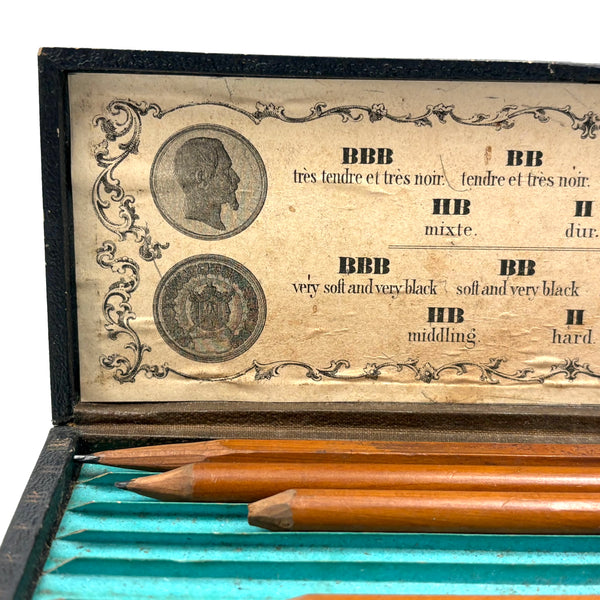 BBB BB
très tendre et très noir. tendre et très noir.
HB H
mixte. dur.
BBB BB
very soft and very black soft and very black
HB H
middling. hard.